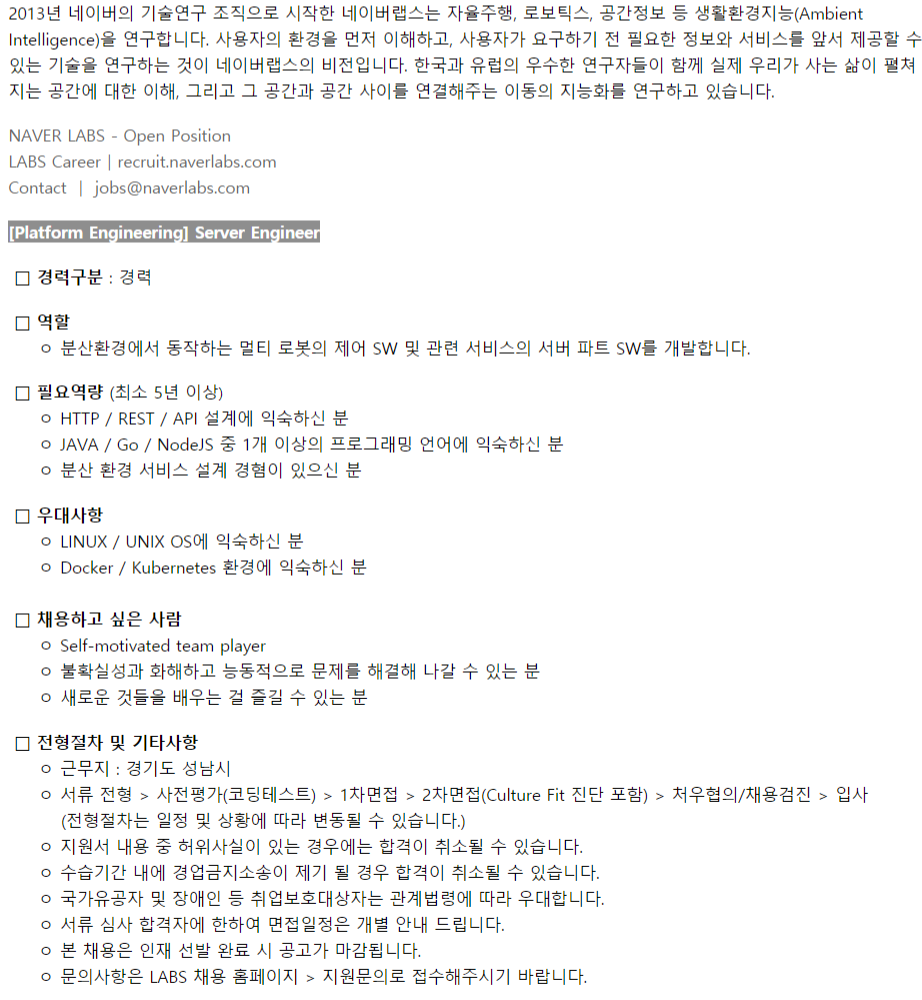 2013년 네이버의 기술연구 조직으로 시작한 네이버랩스는 자율주행, 로보틱스, 공간정보 등 생활환경지능(Ambient
Intelligence)을 연구합니다. 사용자의 환경을 먼저 이해하고, 사용자가 요구하기 전 필요한 정보와 서비스를 앞서 제공할 수
있는 기술을 연구하는 것이 네이버랩스의 비전입니다. 한국과 유럽의 우수한 연구자들이 함께 실제 우리가 사는 삶이 펼쳐
지는 공간에 대한 이해, 그리고 그 공간과 공간 사이를 연결해주는 이동의 지능화를 연구하고 있습니다.
NAVER LABS - Open Position
LABS Career | recruit.naverlabs.com
Contact | jobs@naverlabs.com
[Platform Engineering] Server Engineer
□ 경력구분 : 경력
□ 역할
○ 분산환경에서 동작하는 멀티 로봇의 제어 SW 및 관련 서비스의 서버 파트 SW를 개발합니다.
□ 필요역량 (최소 5년 이상)
○ HTTP / REST / API 설계에 익숙하신 분
○ JAVA / Go / NodeJS 중 1개 이상의 프로그래밍 언어에 익숙하신 분
○ 분산 환경 서비스 설계 경험이 있으신 분
□ 우대사항
○ LINUX / UNIX OS에 익숙하신 분
○ Docker / Kubernetes 환경에 익숙하신 분
□ 채용하고 싶은 사람
○ Self-motivated team player
○ 불확실성과 화해하고 능동적으로 문제를 해결해 나갈 수 있는 분
○ 새로운 것들을 배우는 걸 즐길 수 있는 분
□ 전형절차 및 기타사항
○ 근무지 : 경기도 성남시
○ 서류 전형 > 사전평가(코딩테스트) > 1차면접 > 2차면접(Culture Fit 진단 포함) > 처우협의/채용검진 > 입사
(전형절차는 일정 및 상황에 따라 변동될 수 있습니다.)
○ 지원서 내용 중 허위사실이 있는 경우에는 합격이 취소될 수 있습니다.
○ 수습기간 내에 경업금지소송이 제기 될 경우 합격이 취소될 수 있습니다.
○ 국가유공자 및 장애인 등 취업보호대상자는 관계법령에 따라 우대합니다.
○ 서류 심사 합격자에 한하여 면접일정은 개별 안내 드립니다.
○ 본 채용은 인재 선발 완료 시 공고가 마감됩니다.
○ 문의사항은 LABS 채용 홈페이지 > 지원문의로 접수해주시기 바랍니다.